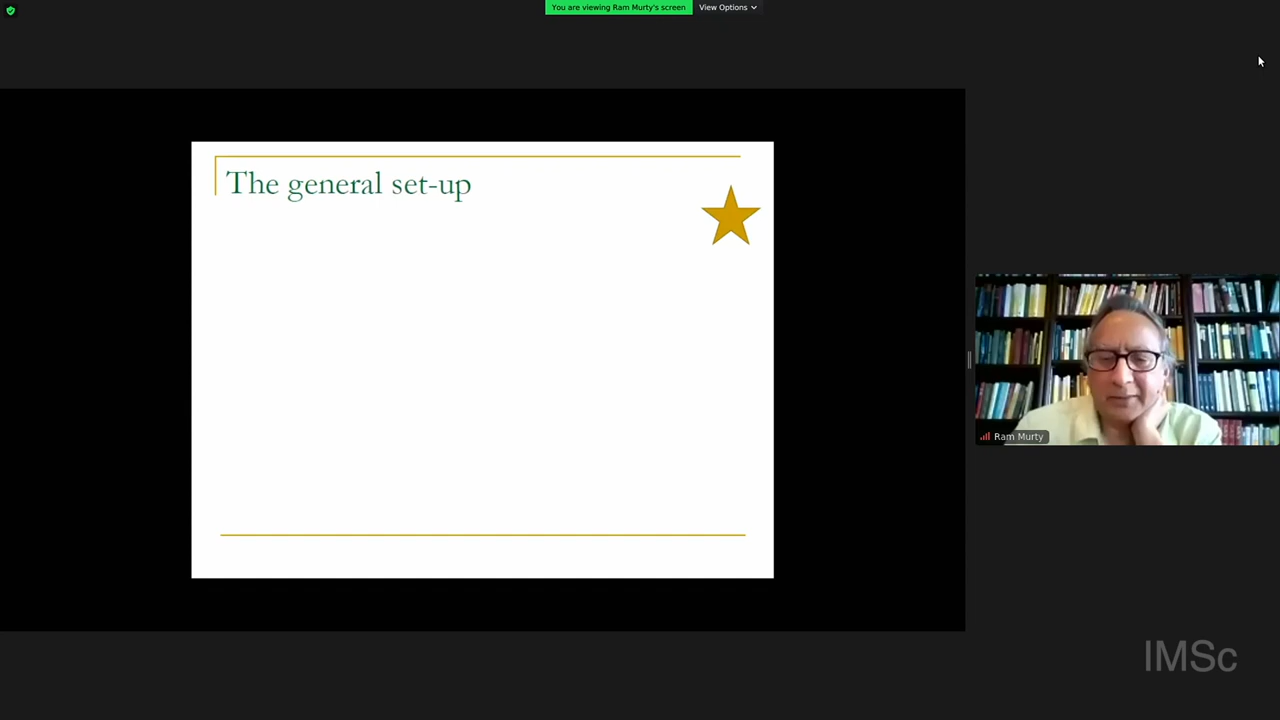 You are viewing Ram Murty's screen
View Options
The general set-up
Ram Murty
IMSc